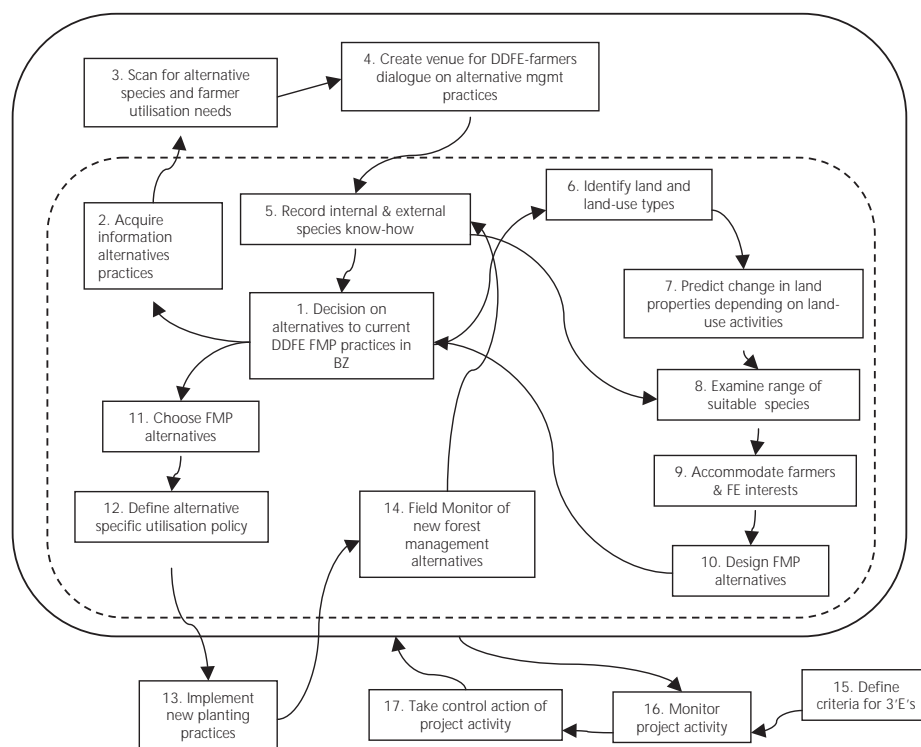 4. Create venue for DDFE-farmers
dialogue on alternative mgmt
practices
3. Scan for alternative
species and farmer
utilisation needs
6. Identify land and
land-use types
5. Record internal & external
species know-how
2. Acquire
information
alternatives
practices
7. Predict change in land
properties depending on land-
use activities
1. Decision on
alternatives to current
DDFE FMP practices in
BZ
8. Examine range of
suitable species
11. Choose FMP
alternatives
9. Accommodate farmers
& FE interests
12. Define alternative
specific utilisation policy
14. Field Monitor of
new forest
management
alternatives
10. Design FMP
alternatives
13. Implement
new planting
practices
17. Take control action of
project activity
16. Monitor
project activity
15. Define
criteria for 3'E's